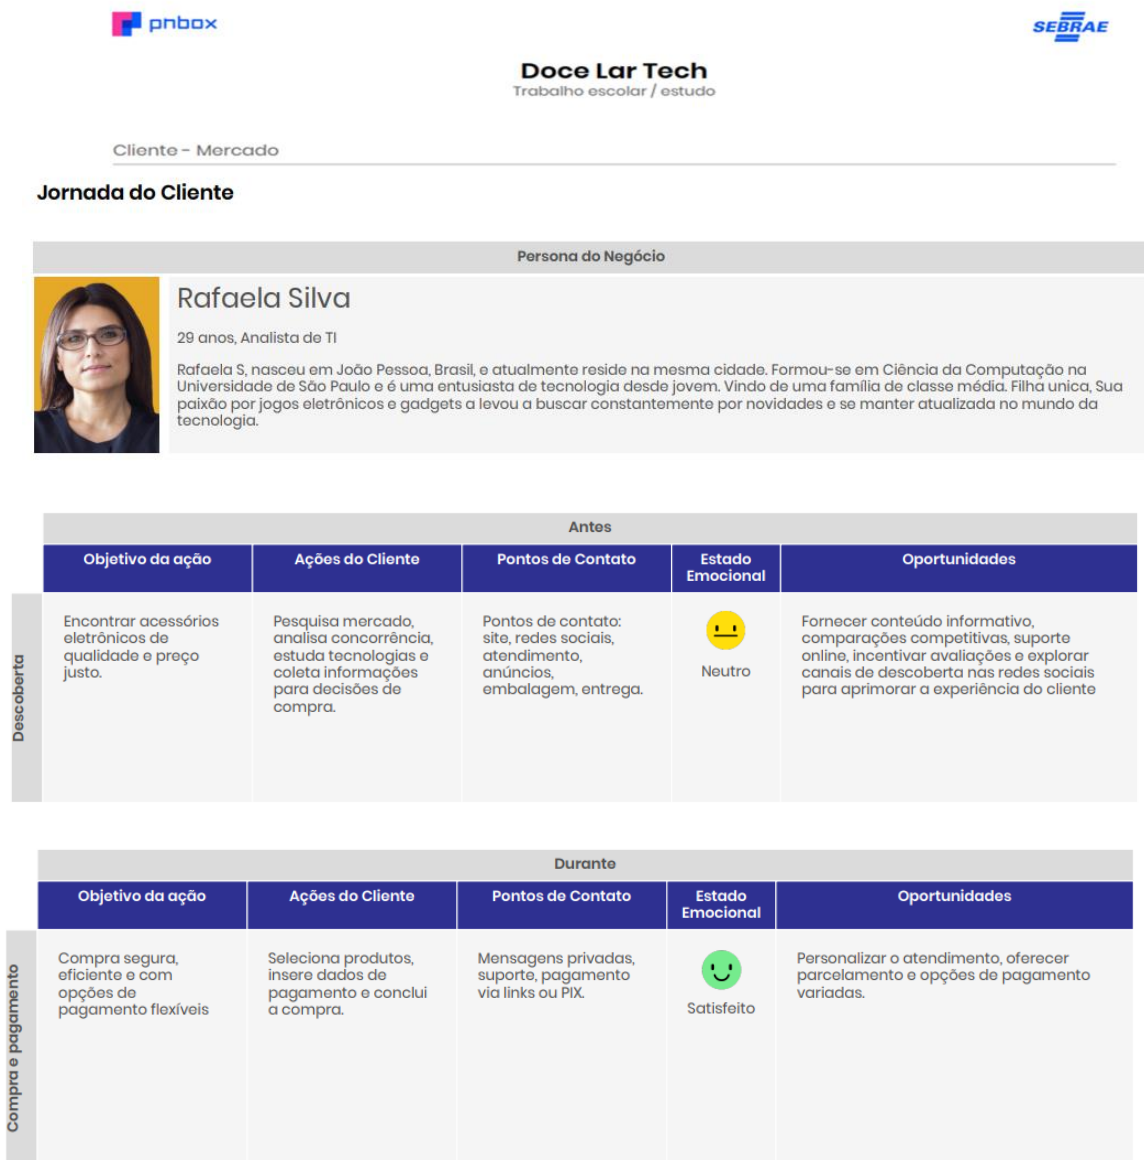 pnbox
SEBRAE
Doce Lar Tech
Trabalho escolar / estudo
Cliente - Mercado
Jornada do Cliente
Persona do Negócio
Rafaela Silva
29 anos, Analista de TI
Rafaela S, nasceu em João Pessoa, Brasil, e atualmente reside na mesma cidade. Formou-se em Ciência da Computação na
Universidade de São Paulo e é uma entusiasta de tecnologia desde jovem. Vindo de uma família de classe média. Filha unica, Sua
paixão por jogos eletrônicos e gadgets a levou a buscar constantemente por novidades e se manter atualizada no mundo da
tecnologia.
Antes
Objetivo da ação
Ações do Cliente
Pontos de Contato
Estado
Emocional
Oportunidades
Descoberta
Encontrar acessórios
eletrônicos de
qualidade e preço
justo.
Pesquisa mercado,
analisa concorrência,
estuda tecnologias e
coleta informações
para decisões de
compra.
Pontos de contato:
site, redes sociais,
atendimento,
anúncios,
embalagem, entrega.
Neutro
Fornecer conteúdo informativo,
comparações competitivas, suporte
online, incentivar avaliações e explorar
canais de descoberta nas redes sociais
para aprimorar a experiência do cliente
Durante
Objetivo da ação
Ações do Cliente
Pontos de Contato
Estado
Emocional
Oportunidades
Compra e pagamento
Compra segura,
eficiente e com
opções de
pagamento flexíveis
Seleciona produtos,
insere dados de
pagamento e conclui
a compra.
Mensagens privadas,
suporte, pagamento
via links ou PIX.
Satisfeito
Personalizar o atendimento, oferecer
parcelamento e opções de pagamento
variadas.